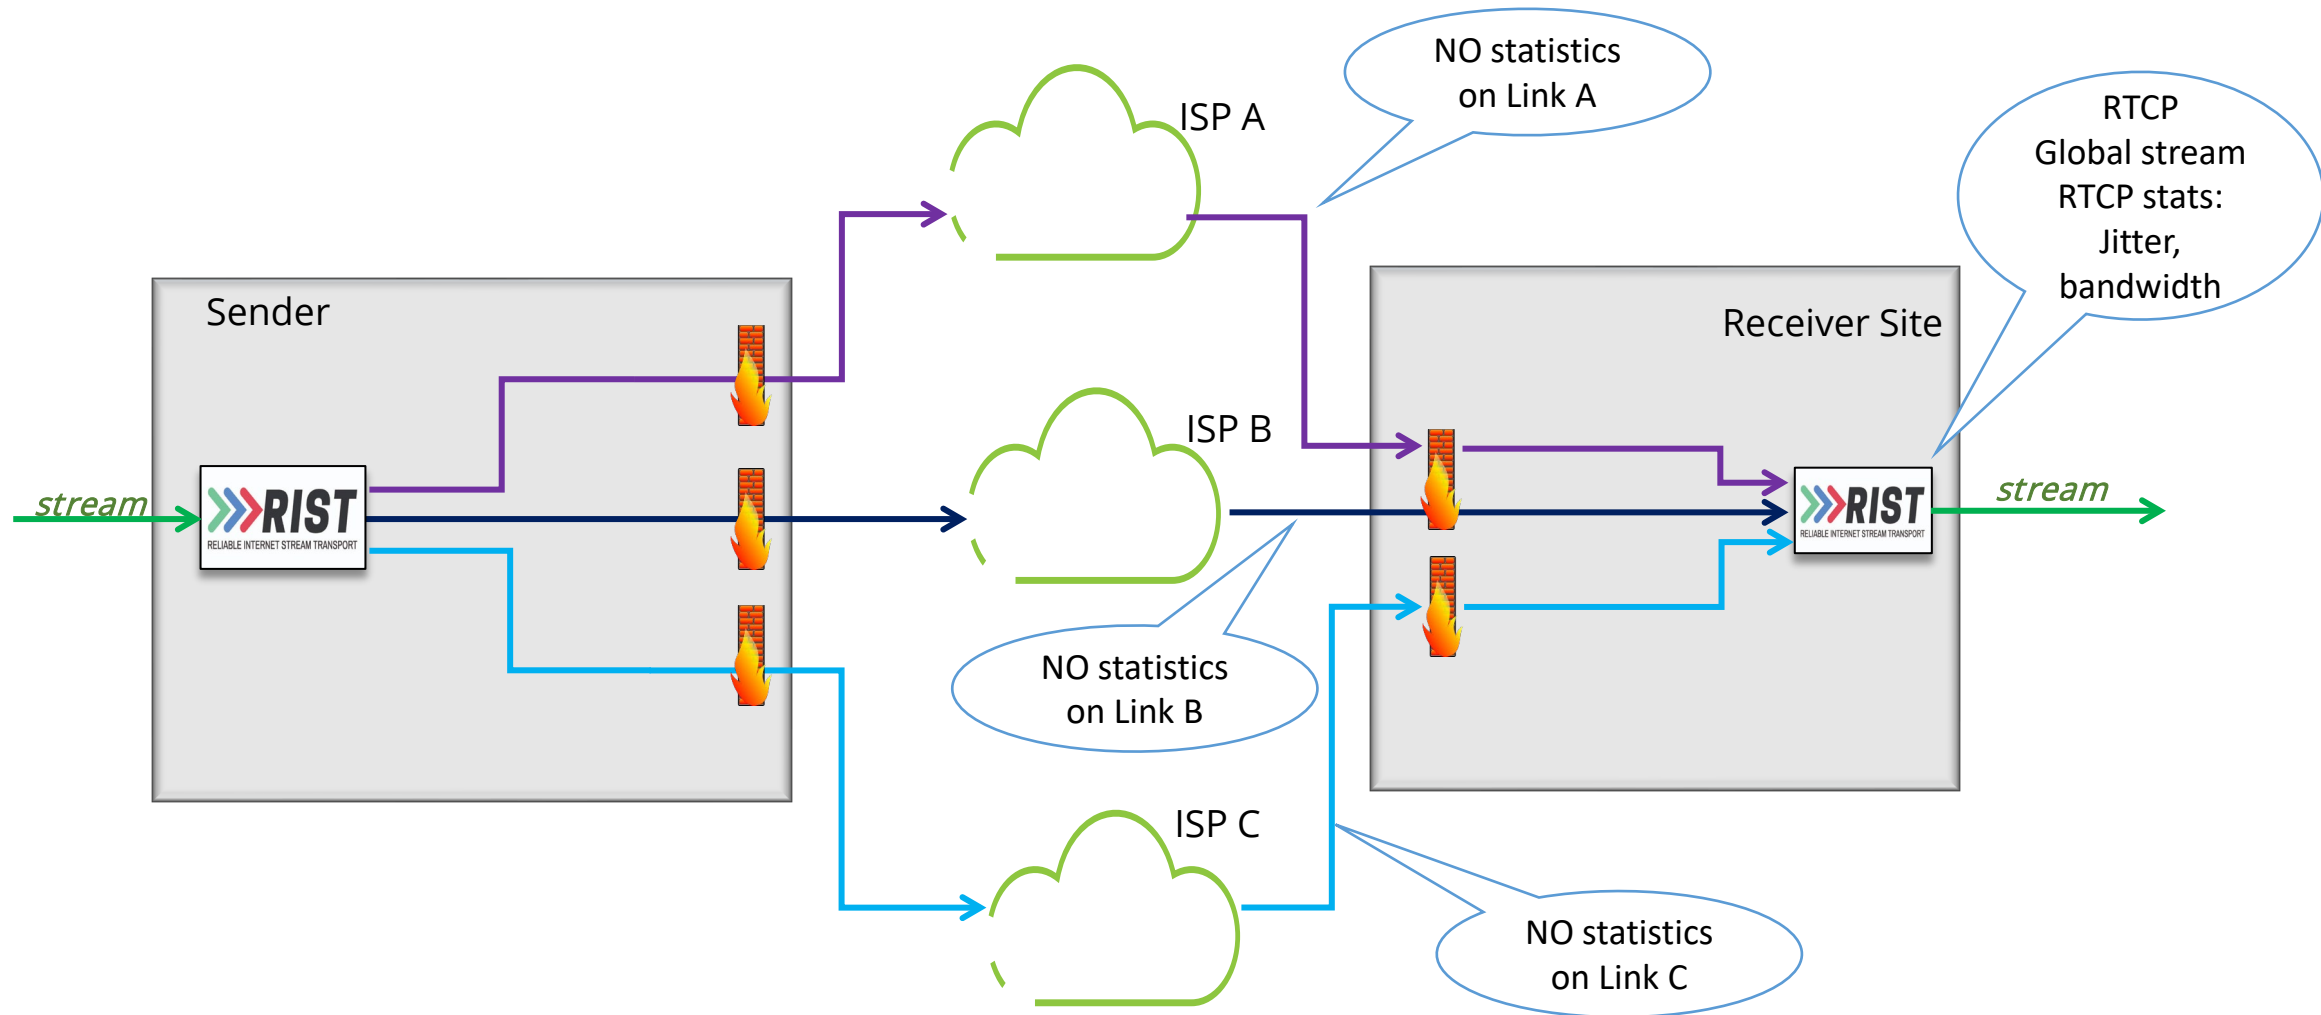 NO statistics
on Link A
ISP A
RTCP
Global stream
RTCP stats:
Jitter,
bandwidth
Sender
Receiver Site
ISP B
stream
RIST
RELIABLE INTERNET STREAM TRANSPORT
RIST
RELIABLE INTERNET STREAM TRANSPORT
stream
NO statistics
on Link B
ISP C
NO statistics
on Link C